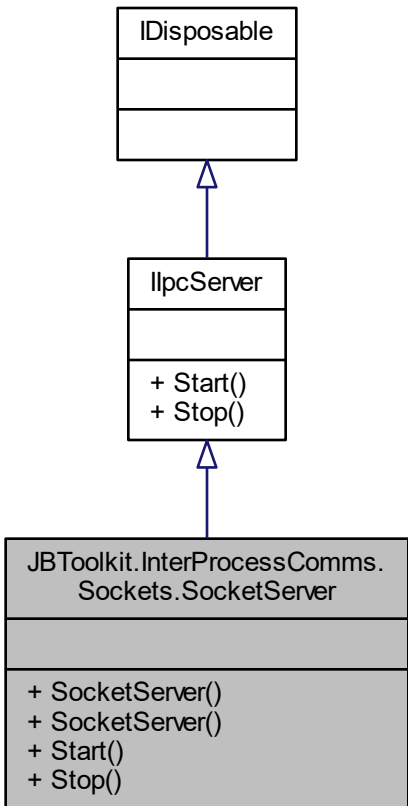 IDisposable
IIpcServer
+ Start()
+ Stop()
JBToolkit.InterProcessComms.
Sockets.SocketServer
+ SocketServer()
+ SocketServer()
+ Start()
+ Stop()